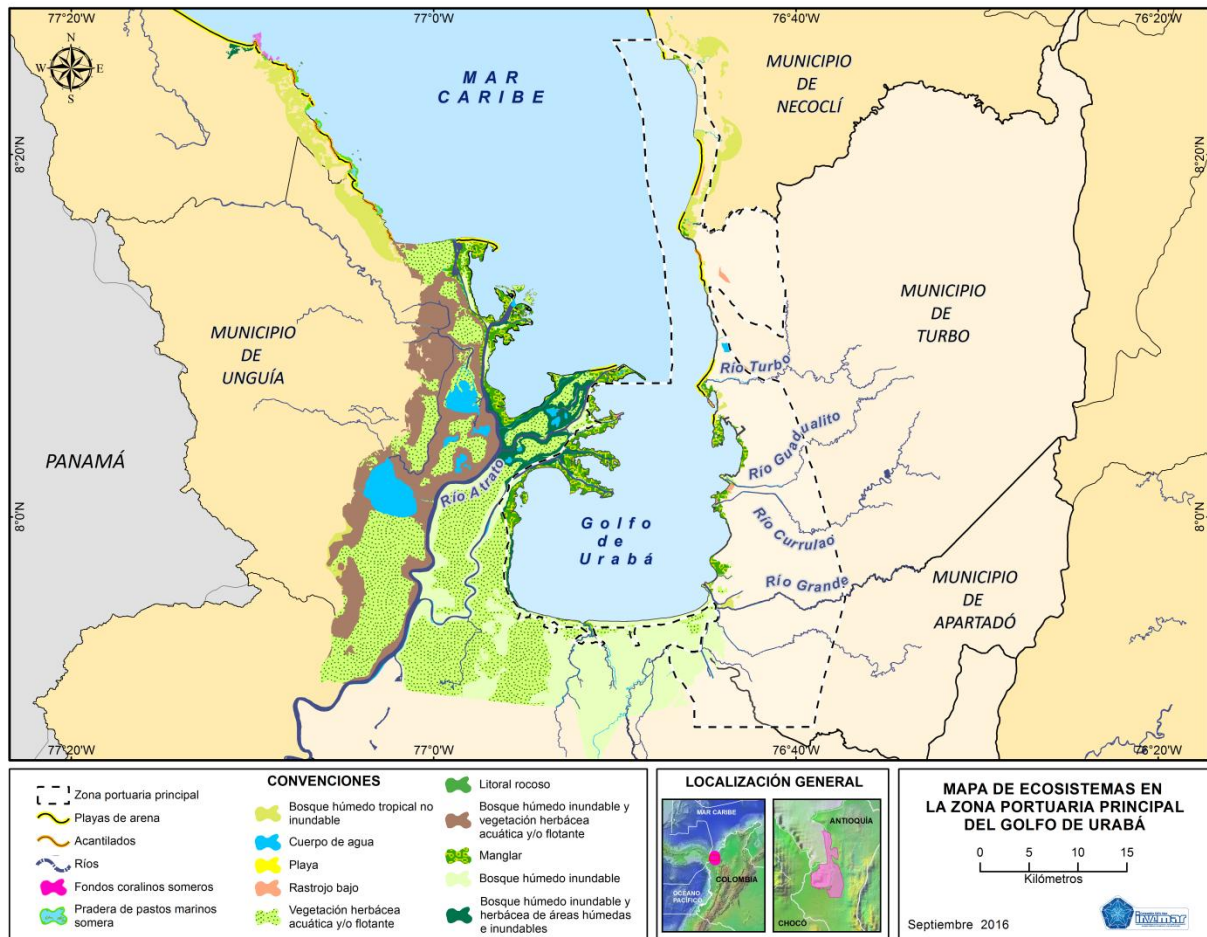 77°20'W
77°0'W
76°40'W
76°20'W
N
W
E
S
8°20'N
8°20'N
MAR
CARIBE
MUNICIPIO
DE
NECOCLÍ
MUNICIPIO
DE
TURBO
MUNICIPIO
DE
UNGUÍA
Río Turbo
Río Guadualito
PANAMÁ
Río Atrato
8°0'N
8°0'N
Golfo
de
Urabá
Río Currulao
Río Grande
MUNICIPIO
DE
APARTADÓ
77°20'W
77°0'W
76°40'W
76°20'W
CONVENCIONES
Zona portuaria principal
Playas de arena
Acantilados
Ríos
Fondos coralinos someros
Pradera de pastos marinos
somera
Bosque húmedo tropical no
inundable
Cuerpo de agua
Playa
Rastrojo bajo
Vegetación herbácea
acuática y/o flotante
Litoral rocoso
Bosque húmedo inundable y
vegetación herbácea
acuática y/o flotante
Manglar
Bosque húmedo inundable
Bosque húmedo inundable y
herbácea de áreas húmedas
e inundables
LOCALIZACIÓN GENERAL
MAR CARIBE
COLOMBIA
OCÉANO
PACÍFICO
ANTIOQUÍA
CHOCÓ
MAPA DE ECOSISTEMAS EN
LA ZONA PORTUARIA PRINCIPAL
DEL GOLFO DE URABÁ
0 5 10 15
Kilómetros
Septiembre 2016
invemar